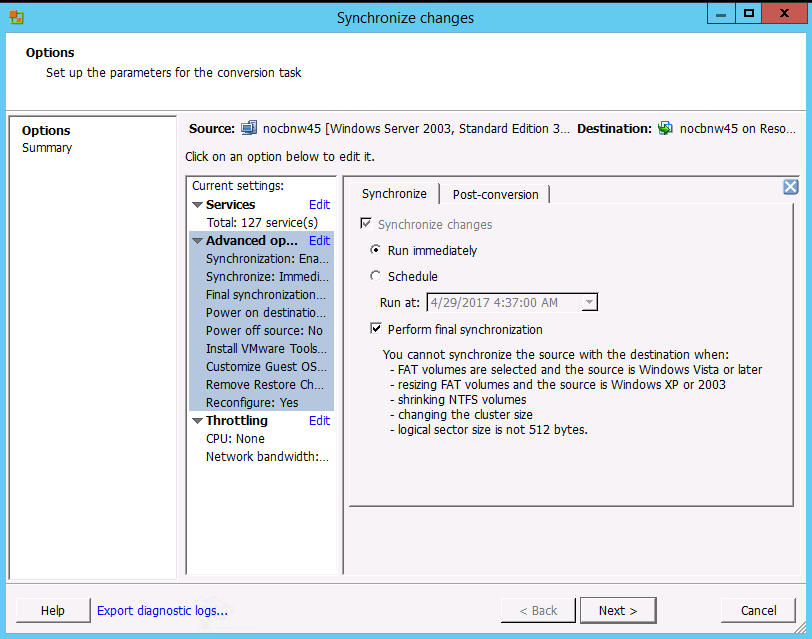 Synchronize changes
Options
Set up the parameters for the conversion task
Options
Summary
Source: nocbnw45 [Windows Server 2003, Standard Edition 3... Destination: nocbnw45 on Reso...
Click on an option below to edit it.
Current settings:
Services Edit
Total: 127 service(s)
Advanced op... Edit
Synchronization: Ena...
Synchronize: Immedi...
Final synchronization...
Power on destinatio...
Power off source: No
Install VMware Tools...
Customize Guest OS...
Remove Restore Ch...
Reconfigure: Yes
Throttling Edit
CPU: None
Network bandwidth:...
Synchronize Post-conversion
Synchronize changes
Run immediately
Schedule
Run at: 4/29/2017 4:37:00 AM
Perform final synchronization
You cannot synchronize the source with the destination when:
- FAT volumes are selected and the source is Windows Vista or later
- resizing FAT volumes and the source is Windows XP or 2003
- shrinking NTFS volumes
- changing the cluster size
- logical sector size is not 512 bytes.
Help Export diagnostic logs... < Back Next > Cancel